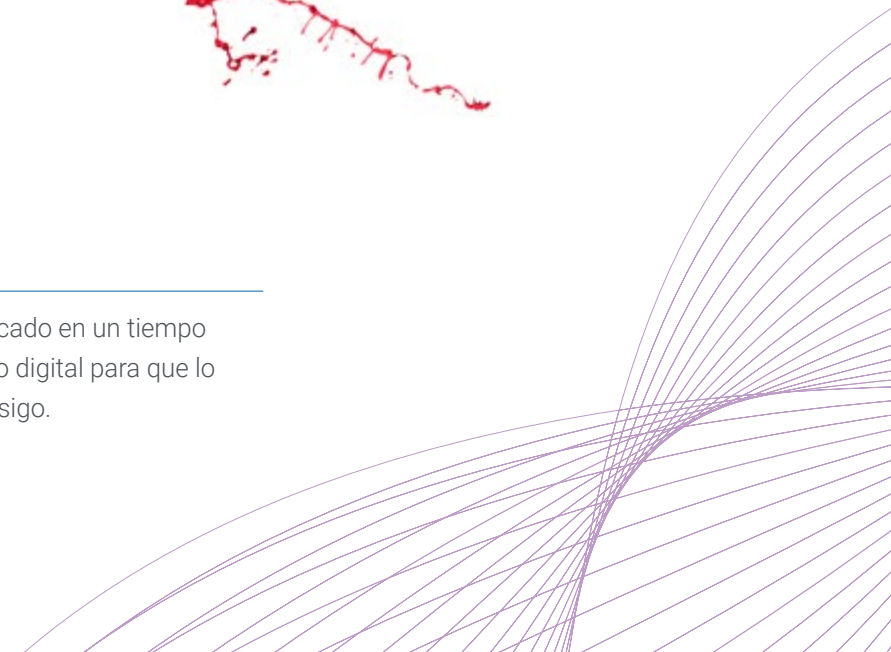 cado en un tiempo
o digital para que lo
sigo.